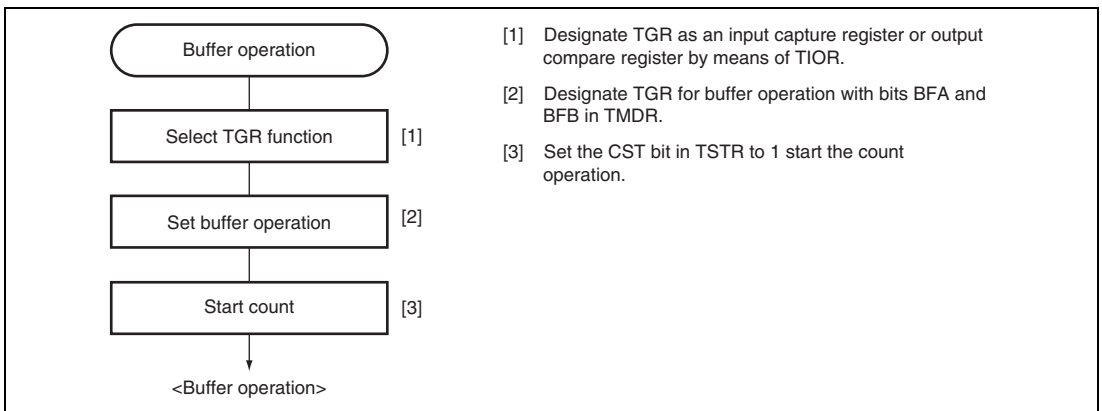 Buffer operation
Select TGR function
[1]
Set buffer operation
[2]
Start count
[3]
<Buffer operation>
[1] Designate TGR as an input capture register or output
compare register by means of TIOR.
[2] Designate TGR for buffer operation with bits BFA and
BFB in TMDR.
[3] Set the CST bit in TSTR to 1 start the count
operation.